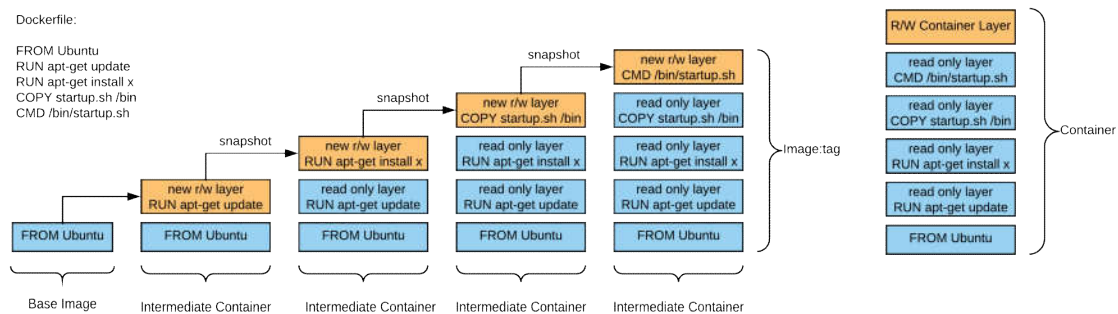 Dockerfile:
FROM Ubuntu
RUN apt-get update
RUN apt-get install x
COPY startup.sh /bin
CMD /bin/startup.sh
FROM Ubuntu
Base Image
new r/w layer
RUN apt-get update
FROM Ubuntu
Intermediate Container
snapshot
new r/w layer
RUN apt-get install x
read only layer
RUN apt-get update
FROM Ubuntu
Intermediate Container
snapshot
new r/w layer
COPY startup.sh /bin
read only layer
RUN apt-get install x
read only layer
RUN apt-get update
FROM Ubuntu
Intermediate Container
snapshot
new r/w layer
CMD /bin/startup.sh
read only layer
COPY startup.sh /bin
read only layer
RUN apt-get install x
read only layer
RUN apt-get update
FROM Ubuntu
Intermediate Container
Image:tag
R/W Container Layer
read only layer
CMD /bin/startup.sh
read only layer
COPY startup.sh /bin
read only layer
RUN apt-get install x
read only layer
RUN apt-get update
FROM Ubuntu
Container